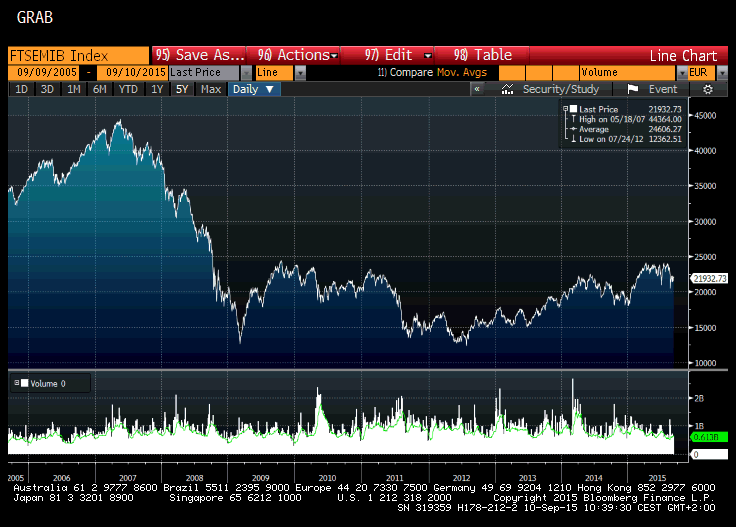 GRAB
FTSEMIB Index 95) Save As... 96) Actions 97) Edit 98) Table Line Chart
09/09/2005 - 09/10/2015 Last Price Line 11) Compare Mov. Avgs Volume EUR
1D 3D 1M 6M YTD 1Y 5Y Max Daily ▼ « Security/Study Event
Last Price 21932.73
High on 05/18/07 44364.00
Average 24606.27
Low on 07/24/12 12362.51
45000
40000
35000
30000
25000
21932.73
20000
15000
10000
Volume 0
2B
1B
0.613B
0
2005 2006 2007 2008 2009 2010 2011 2012 2013 2014 2015
Australia 61 2 9777 8600 Brazil 5511 2395 9000 Europe 44 20 7330 7500 Germany 49 69 9204 1210 Hong Kong 852 2977 6000
Japan 81 3 3201 8900 Singapore 65 6212 1000 U.S. 1 212 318 2000 Copyright 2015 Bloomberg Finance L.P.
SN 319359 H178-212-2 10-Sep-15 10:39:30 CEST GMT+2:00